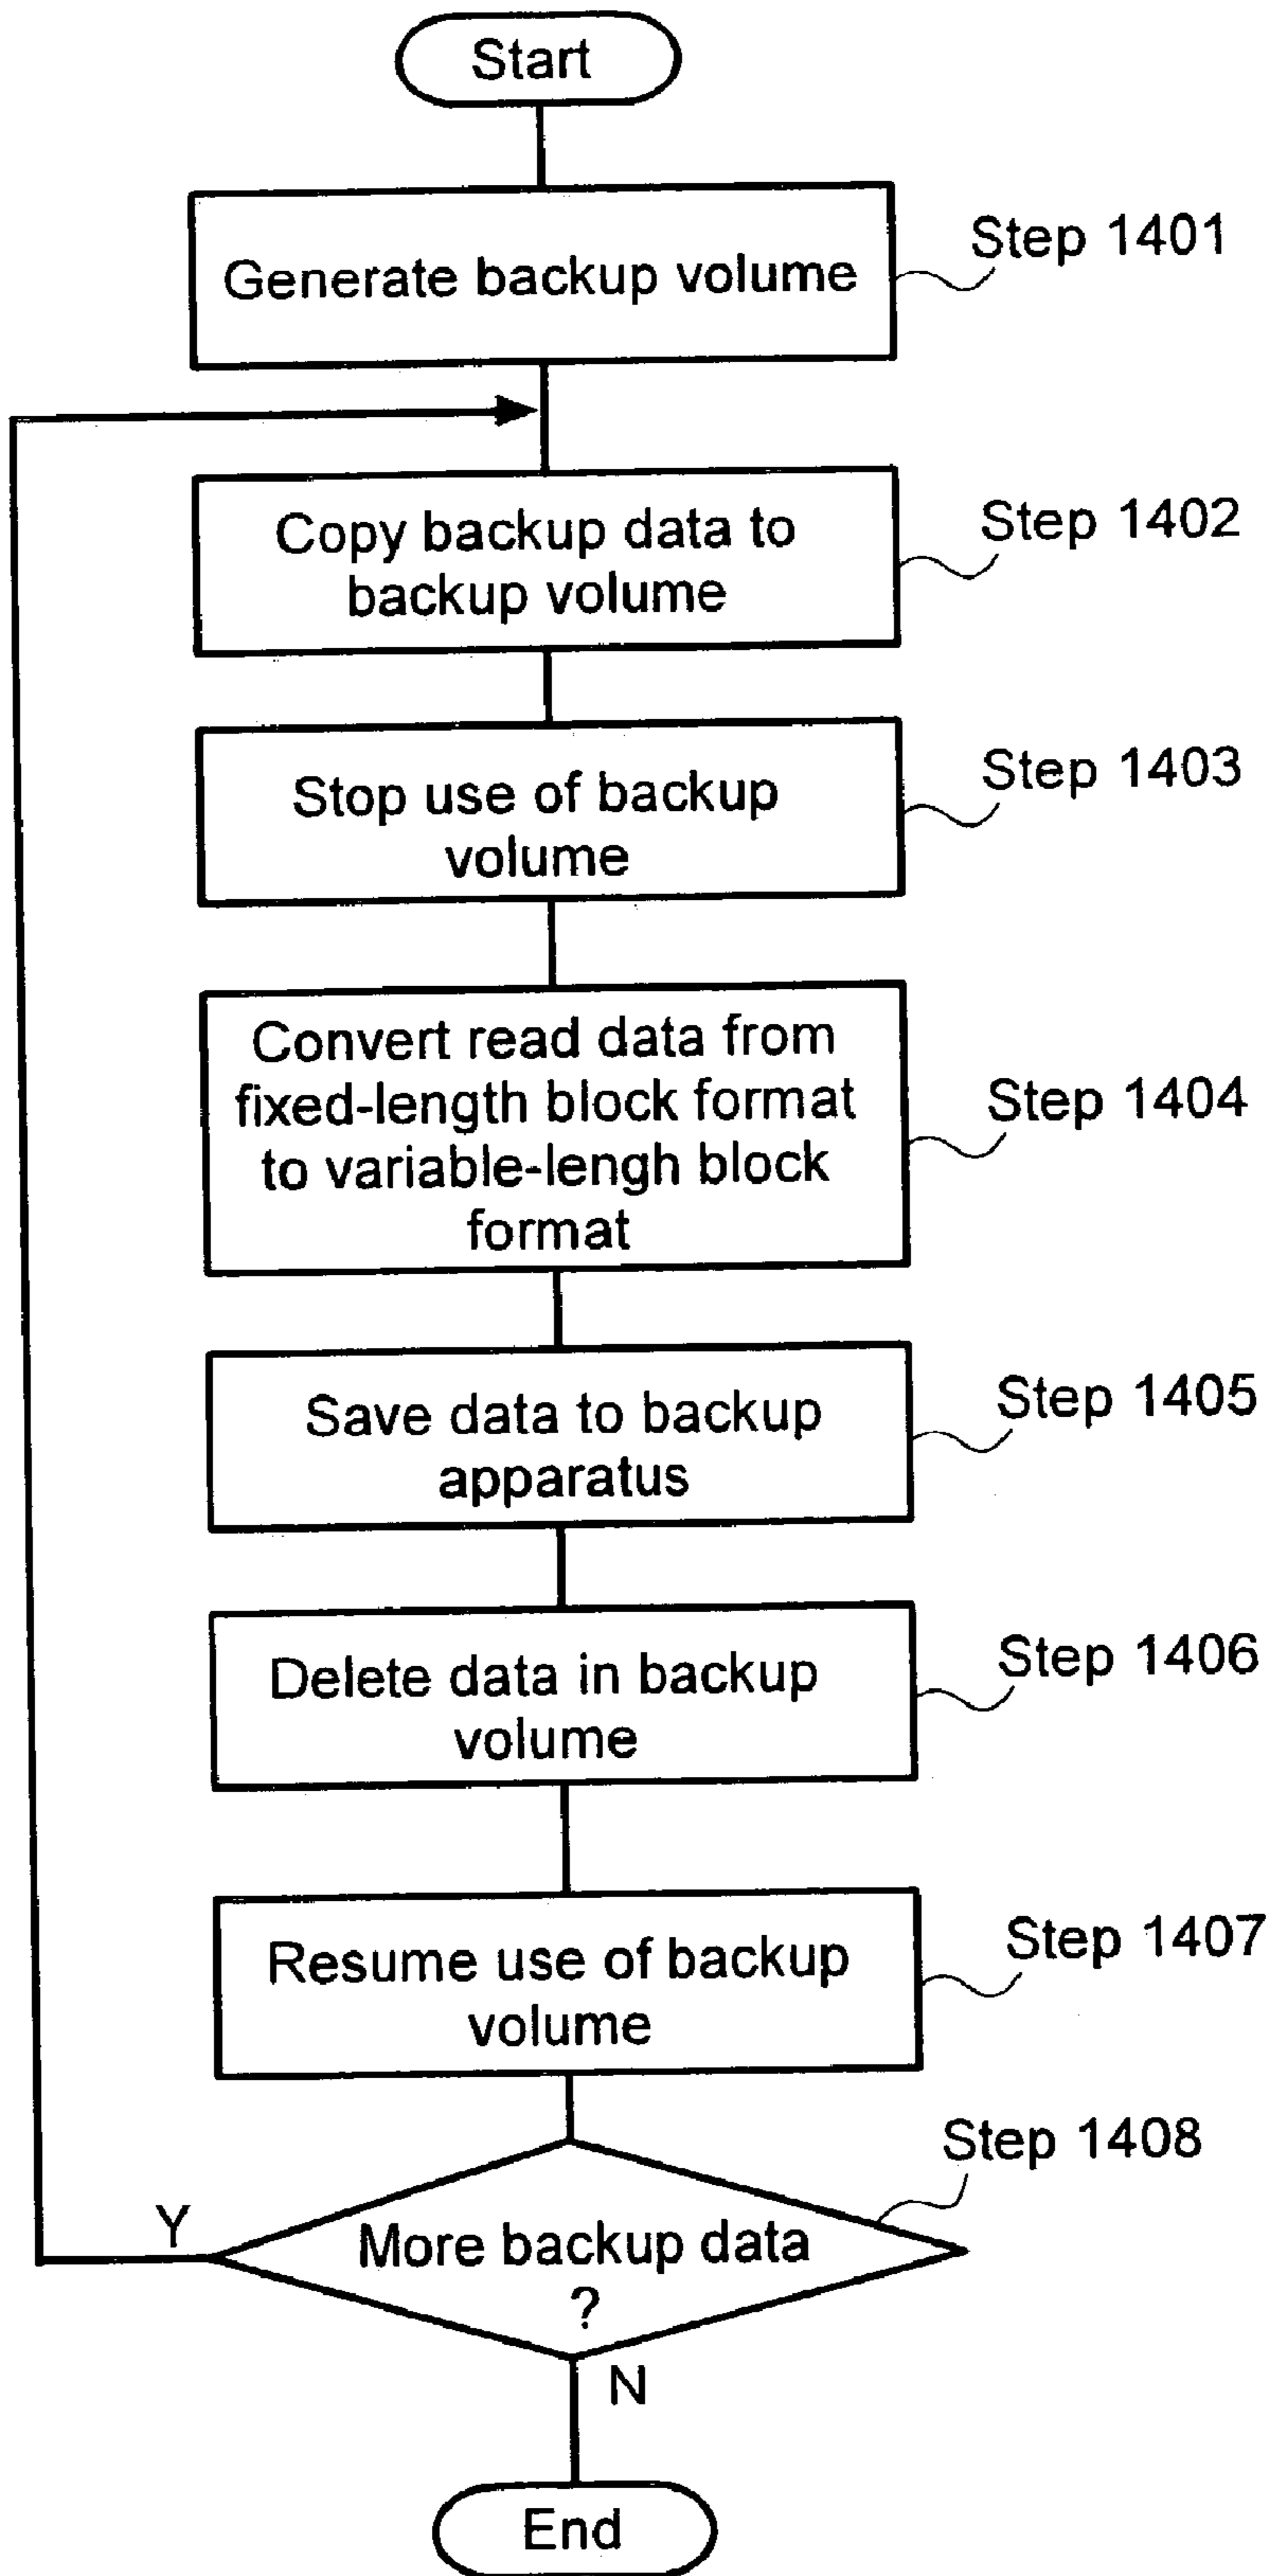 Start
Generate backup volume
Step 1401
Copy backup data to
backup volume
Step 1402
Stop use of backup
volume
Step 1403
Convert read data from
fixed-length block format
to variable-lengh block
format
Step 1404
Save data to backup
apparatus
Step 1405
Delete data in backup
volume
Step 1406
Resume use of backup
volume
Step 1407
Step 1408
Y
More backup data
?
N
End